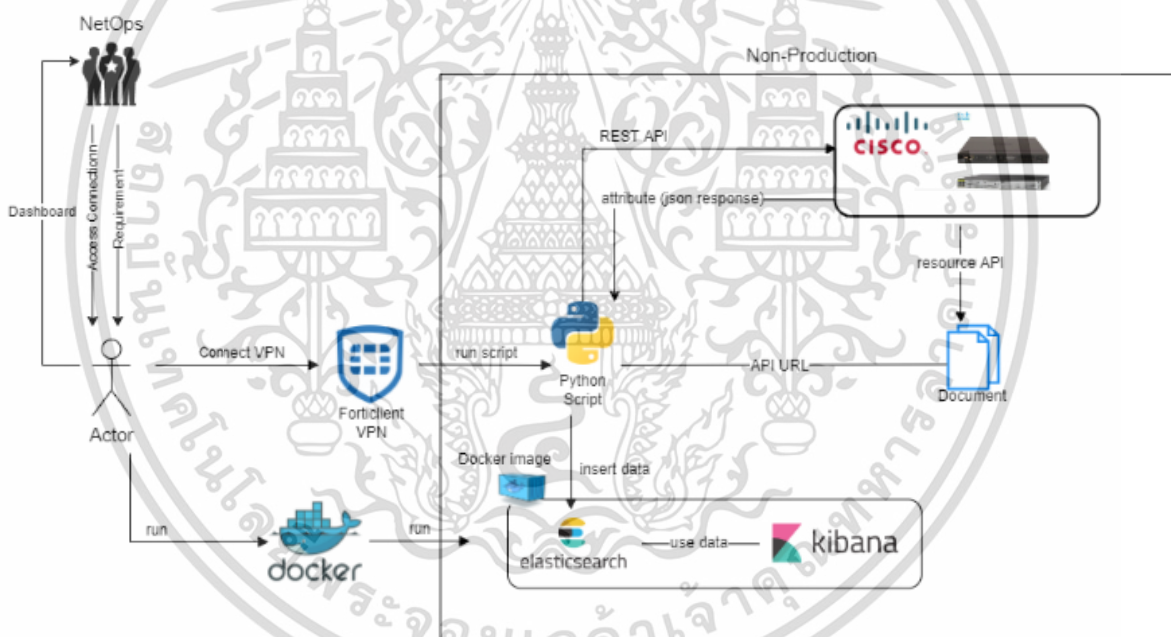 NetOps
Non-Production
CISCO
REST API
attribute (json response)
Dashboard
Access Connectionn
Requirement
resource API
Connect VPN
run script
Python
Script
API URL
Document
Forticlient
VPN
Actor
Docker image
insert data
run
docker
run
elasticsearch
use data
kibana